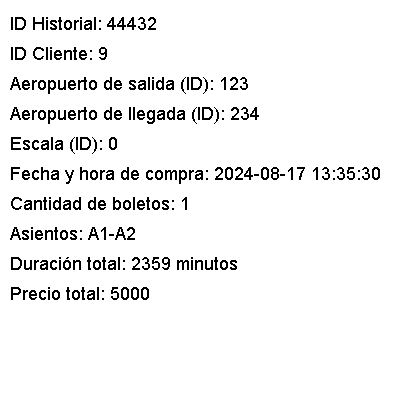 ID Historial: 44432
ID Cliente: 9
Aeropuerto de salida (ID): 123
Aeropuerto de llegada (ID): 234
Escala (ID): 0
Fecha y hora de compra: 2024-08-17 13:35:30
Cantidad de boletos: 1
Asientos: A1-A2
Duración total: 2359 minutos
Precio total: 5000